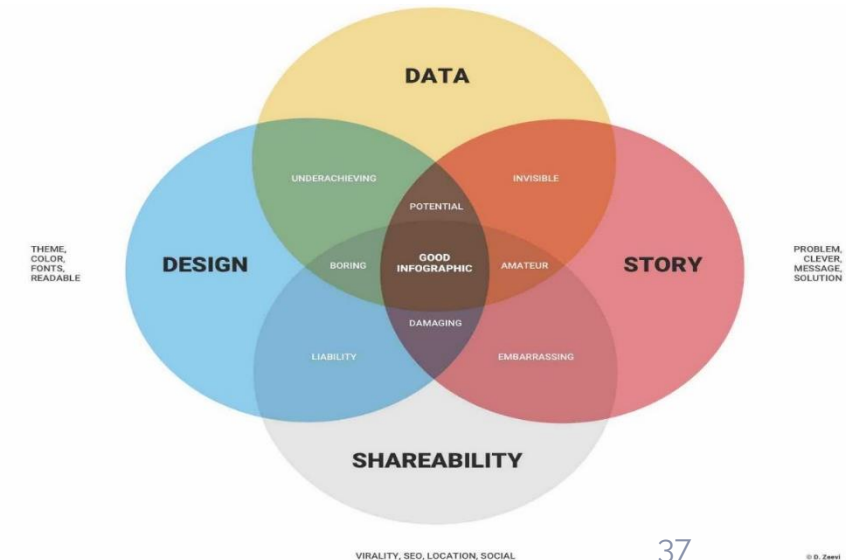 DATA
UNDERACHIEVING
INVISIBLE
POTENTIAL
THEME,
COLOR,
FONTS,
READABLE
DESIGN
BORING
GOOD
INFOGRAPHIC
AMATEUR
STORY
PROBLEM,
CLEVER,
MESSAGE,
SOLUTION
DAMAGING
LIABILITY
EMBARRASSING
SHAREABILITY
VIRALITY, SEO, LOCATION, SOCIAL
37
© D. Zeevi